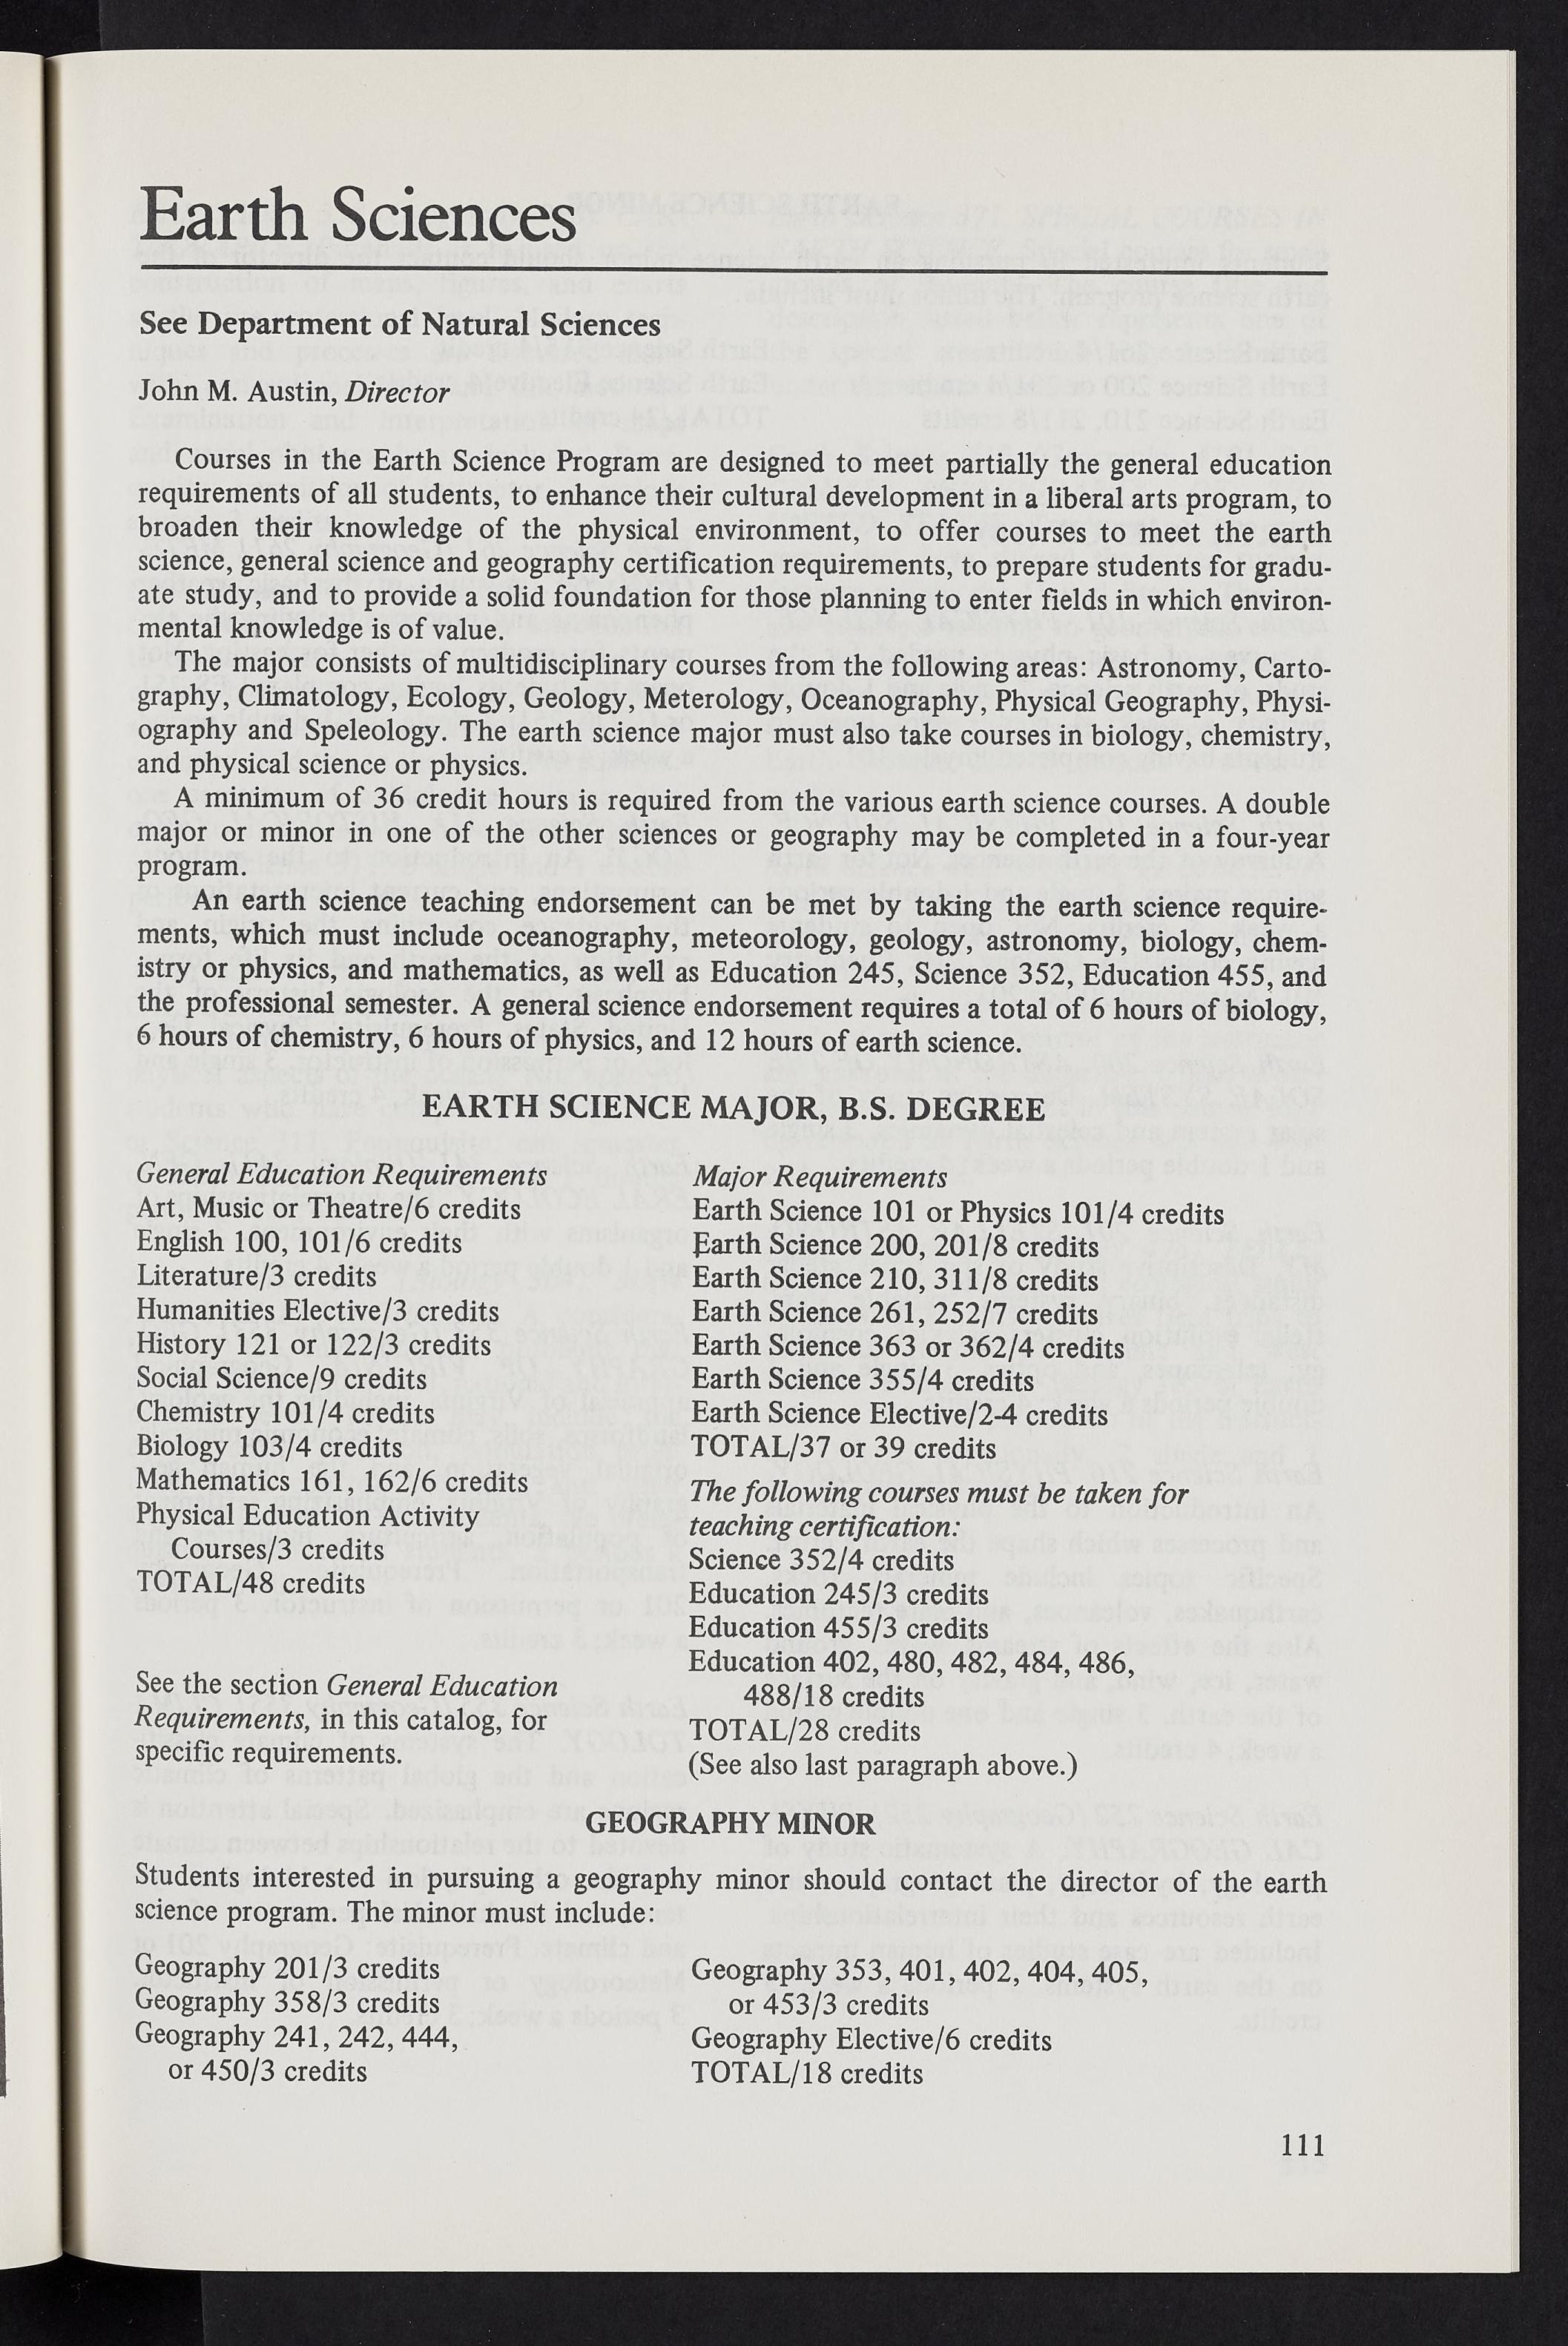 Earth Sciences
See Department of Natural Sciences
John M. Austin, Director
Courses in the Earth Science Program are designed to meet partially the general education
requirements of all students, to enhance their cultural development in a liberal arts program, to
broaden their knowledge of the physical environment, to offer courses to meet the earth
science, general science and geography certification requirements, to prepare students for gradu-
ate study, and to provide a solid foundation for those planning to enter fields in which environ-
mental knowledge is of value.
The major consists of multidisciplinary courses from the following areas: Astronomy, Carto-
graphy, Climatology, Ecology, Geology, Meterology, Oceanography, Physical Geography, Physi-
ography and Speleology. The earth science major must also take courses in biology, chemistry,
and physical science or physics.
A minimum of 36 credit hours is required from the various earth science courses. A double
major or minor in one of the other sciences or geography may be completed in a four-year
program.
An earth science teaching endorsement can be met by taking the earth science require-
ments, which must include oceanography, meteorology, geology, astronomy, biology, chem-
istry or physics, and mathematics, as well as Education 245, Science 352, Education 455, and
the professional semester. A general science endorsement requires a total of 6 hours of biology,
6 hours of chemistry, 6 hours of physics, and 12 hours of earth science.
EARTH SCIENCE MAJOR, B.S. DEGREE
General Education Requirements
Art, Music or Theatre/6 credits
English 100, 101/6 credits
Literature/3 credits
Humanities Elective/3 credits
History 121 or 122/3 credits
Social Science/9 credits
Chemistry 101/4 credits
Biology 103/4 credits
Mathematics 161, 162/6 credits
Physical Education Activity
Courses/3 credits
TOTAL/48 credits
See the section General Education
Requirements, in this catalog, for
specific requirements.
Major Requirements
Earth Science 101 or Physics 101/4 credits
Earth Science 200, 201/8 credits
Earth Science 210, 311/8 credits
Earth Science 261, 252/7 credits
Earth Science 363 or 362/4 credits
Earth Science 355/4 credits
Earth Science Elective/2-4 credits
TOTAL/37 or 39 credits
The following courses must be taken for
teaching certification:
Science 352/4 credits
Education 245/3 credits
Education 455/3 credits
Education 402, 480, 482, 484, 486,
488/18 credits
TOTAL/28 credits
(See also last paragraph above.)
GEOGRAPHY MINOR
Students interested in pursuing a geography minor should contact the director of the earth
science program. The minor must include:
Geography 201/3 credits
Geography 358/3 credits
Geography 241, 242, 444,
or 450/3 credits
Geography 353, 401, 402, 404, 405,
or 453/3 credits
Geography Elective/6 credits
TOTAL/18 credits
111